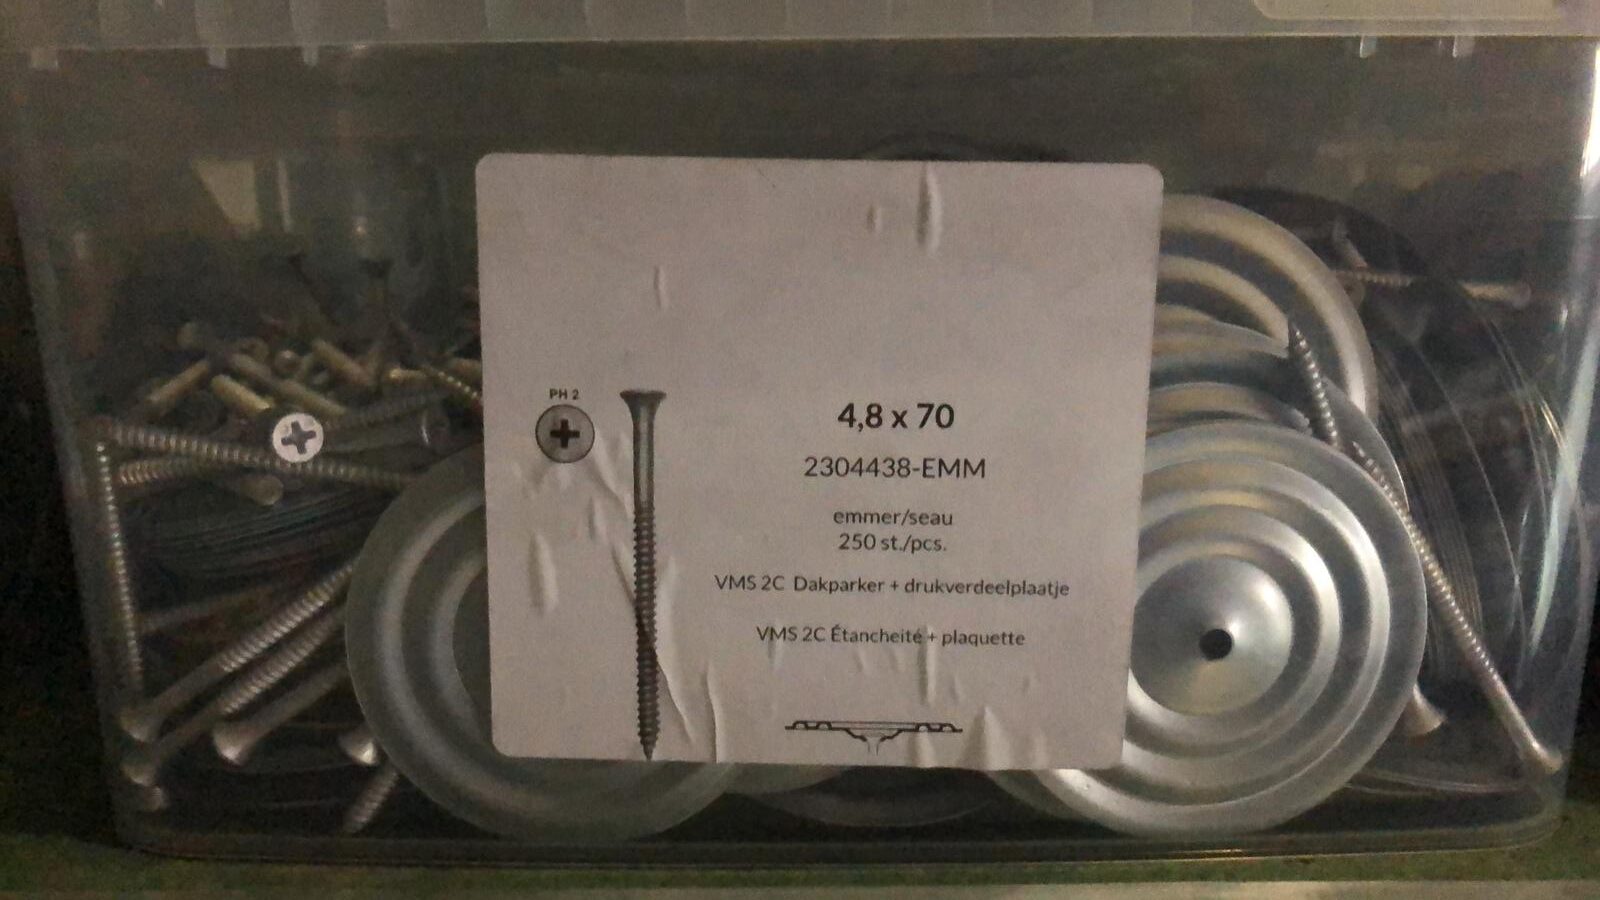 PH 2
4,8 x 70
2304438-EMM
emmer/seau
250 st./pcs.
VMS 2C Dakparker + drukverdeelplaatje
VMS 2C Étancheité + plaquette